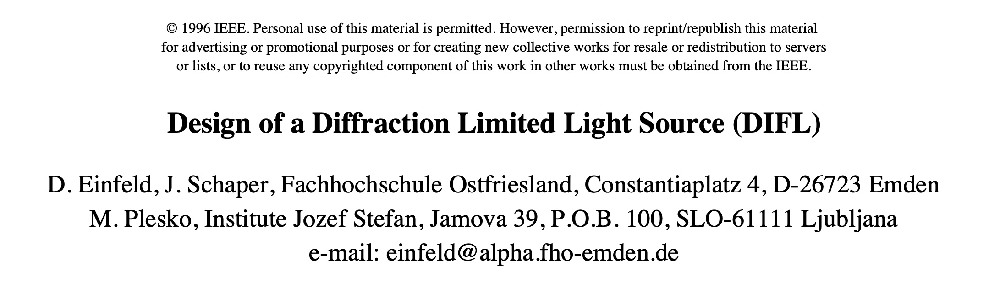 © 1996 IEEE. Personal use of this material is permitted. However, permission to reprint/republish this material
for advertising or promotional purposes or for creating new collective works for resale or redistribution to servers
or lists, or to reuse any copyrighted component of this work in other works must be obtained from the IEEE.
Design of a Diffraction Limited Light Source (DIFL)
D. Einfeld, J. Schaper, Fachhochschule Ostfriesland, Constantiaplatz 4, D-26723 Emden
M. Plesko, Institute Jozef Stefan, Jamova 39, P.O.B. 100, SLO-61111 Ljubljana
e-mail: einfeld@alpha.fho-emden.de